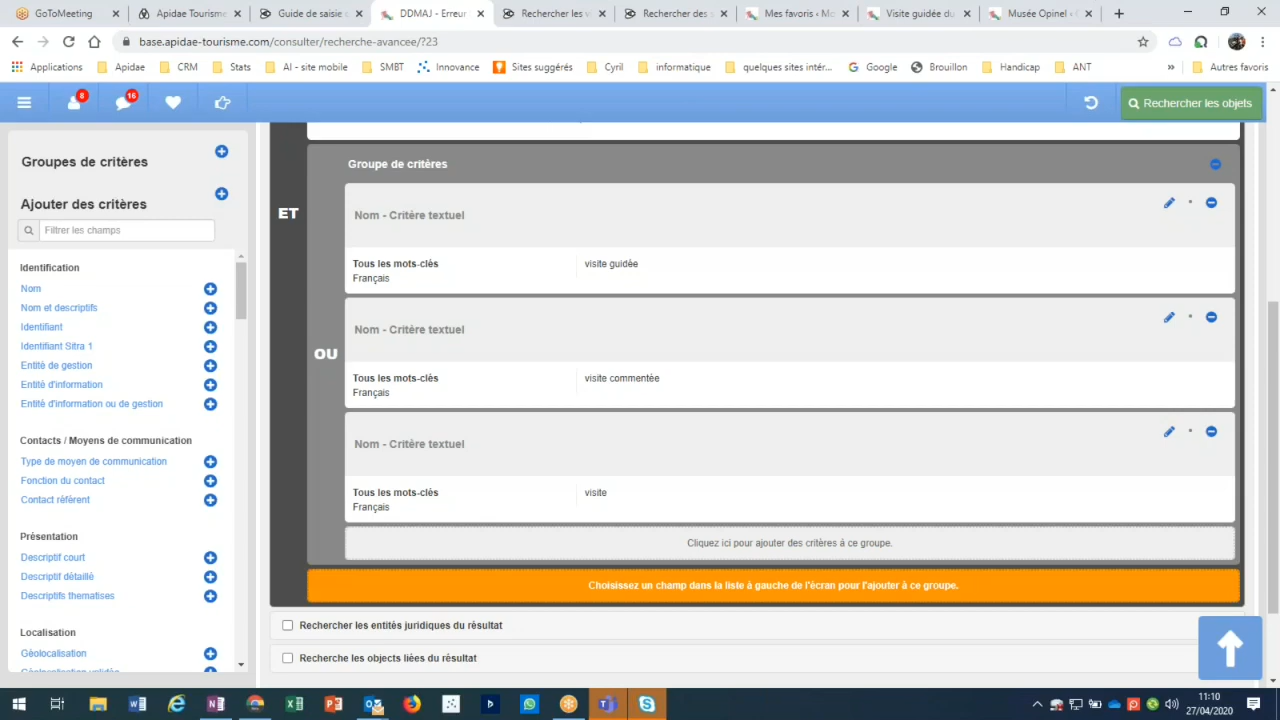 GoToMeeting
Apidae Tourisme
Guide de saisie
DDMAJ - Erreur
Rechercher les v
Rechercher des s
Mes favoris ‹ Mo
Visite guidée du
Musée Opinel ‹
base.apidae-tourisme.com/consulter/recherche-avancee/?23
Applications
Apidae
CRM
Stats
AI - site mobile
SMBT
Innovance
Sites suggérés
Cyril
informatique
quelques sites intér...
Google
Brouillon
Handicap
ANT
»
Autres favoris
8
16
Rechercher les objets
Groupes de critères
Ajouter des critères
Filtrer les champs
Identification
Nom
Nom et descriptifs
Identifiant
Identifiant Sitra 1
Entité de gestion
Entité d'information
Entité d'information ou de gestion
Contacts / Moyens de communication
Type de moyen de communication
Fonction du contact
Contact référent
Présentation
Descriptif court
Descriptif détaillé
Descriptifs thematises
Localisation
Géolocalisation
ET
Groupe de critères
Nom - Critère textuel
Tous les mots-clés
Français
visite guidée
OU
Nom - Critère textuel
Tous les mots-clés
Français
visite commentée
Nom - Critère textuel
Tous les mots-clés
Français
visite
Cliquez ici pour ajouter des critères à ce groupe.
Choisissez un champ dans la liste à gauche de l'écran pour l'ajouter à ce groupe.
Rechercher les entités juridiques du résultat
Recherche les objects liées du résultat
11:10
27/04/2020